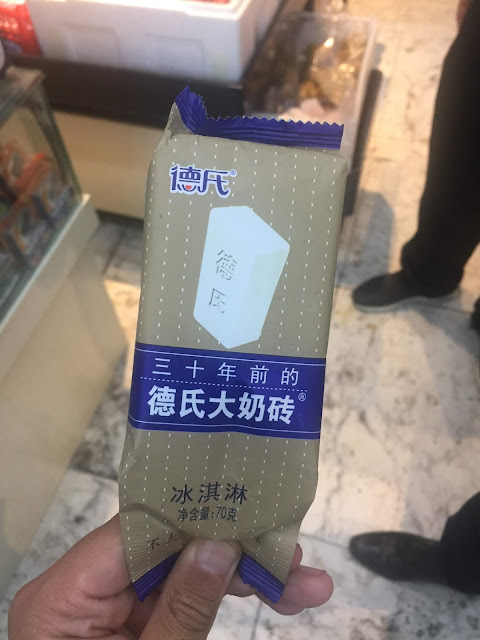 德氏®
德
氏
三十年前的
德氏大奶砖®
冰淇淋
净含量:70克